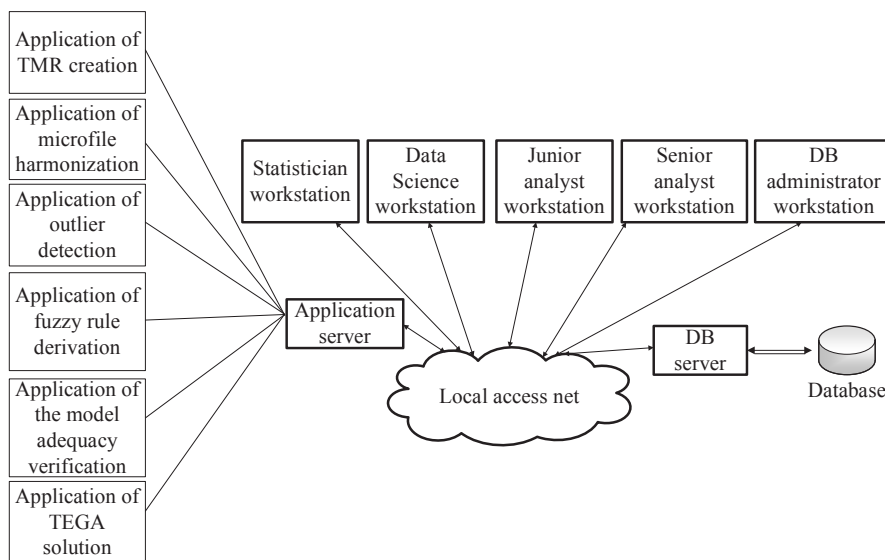 Application of
TMR creation
Application of
microfile
harmonization
Application of
outlier
detection
Application of
fuzzy rule
derivation
Application of
the model
adequacy
verification
Application of
TEGA
solution
Statistician
workstation
Data
Science
workstation
Junior
analyst
workstation
Senior
analyst
workstation
DB
administrator
workstation
Application
server
Local access net
DB
server
Database